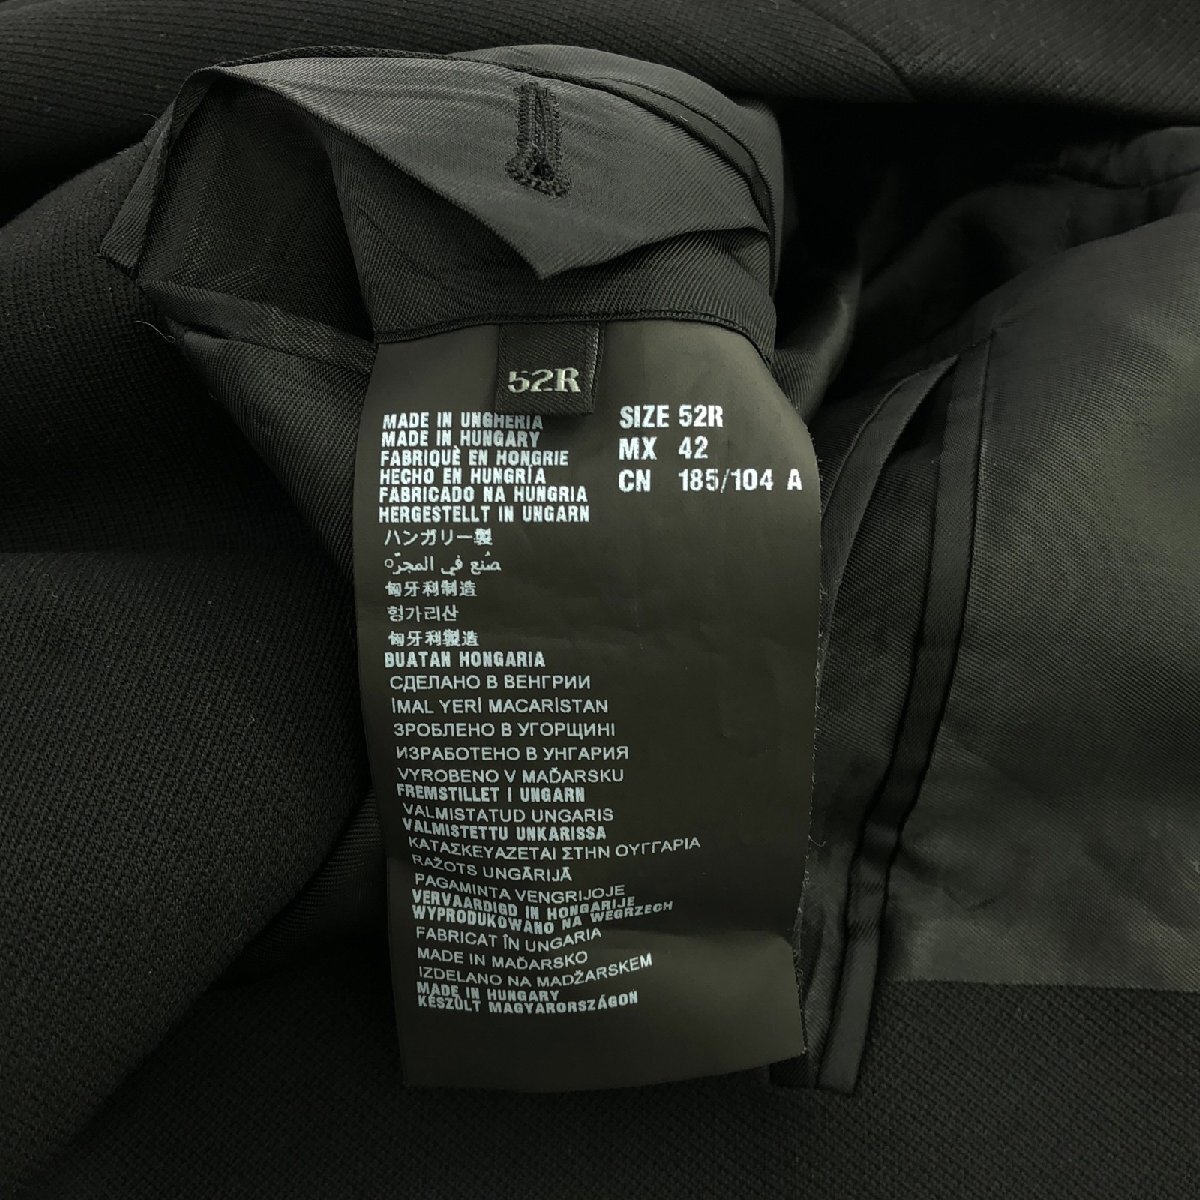 52R
MADE IN UNGHERIA
MADE IN HUNGARY
FABRIQUÈ EN HONGRIE
HECHO EN HUNGRÍA
FABRICADO NA HUNGRIA
HERGESTELLT IN UNGARN
ハンガリー製
صُنع في المجرّه
匈牙利制造
헝가리산
匈牙利製造
BUATAN HONGARIA
СДЕЛАНО В ВЕНГРИИ
İMAL YERİ MACARİSTAN
ЗРОБЛЕНО В УГОРЩИНІ
ИЗРАБОТЕНО В УНГАРИЯ
VYROBENO V MAĎARSKU
FREMSTILLET I UNGARN
VALMISTATUD UNGARIS
VALMISTETTU UNKARISSA
ΚΑΤΑΣΚΕΥΑΖΕΤΑΙ ΣΤΗΝ ΟΥΓΓΑΡΙΑ
RAŽOTS UNGĀRIJĀ
PAGAMINTA VENGRIJOJE
VERVAARDIGD IN HONGARIJE
WYPRODUKOWANO NA WĘGRZECH
FABRICAT ÎN UNGARIA
MADE IN MAĎARSKO
IZDELANO NA MADŽARSKEM
MADE IN HUNGARY
KÉSZÜLT MAGYARORSZÁGON
SIZE 52R
MX 42
CN 185/104 A